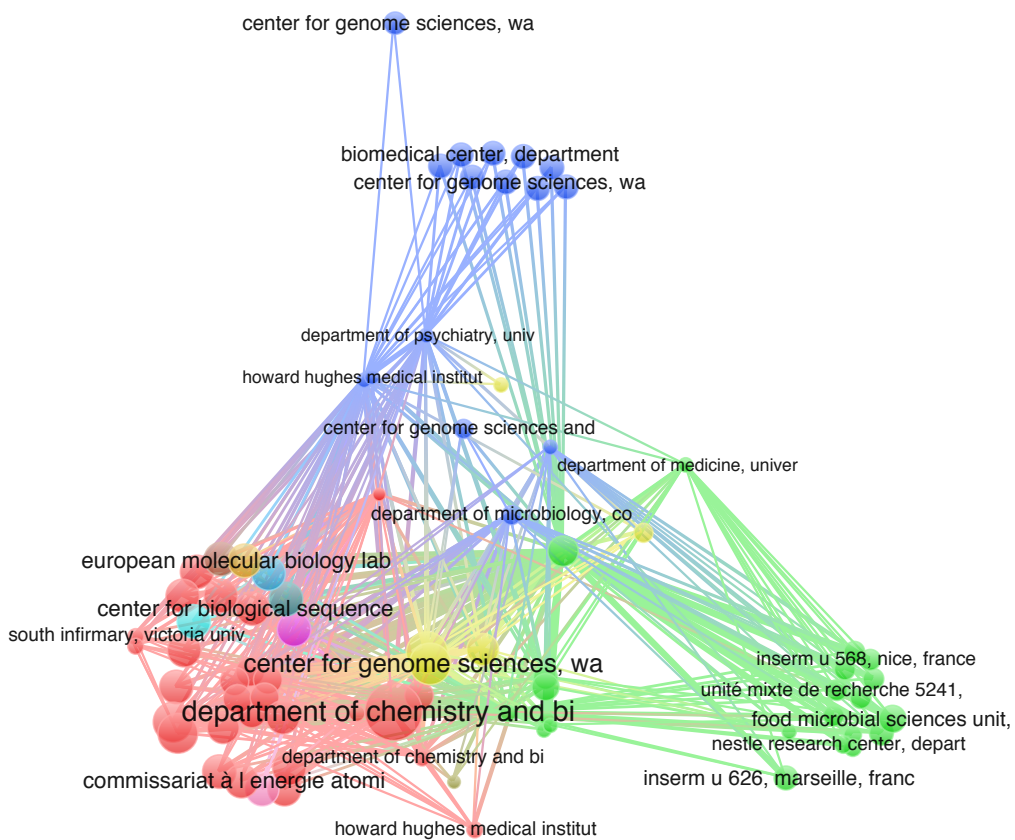 center for genome sciences, wa
biomedical center, department
center for genome sciences, wa
department of psychiatry, univ
howard hughes medical institut
center for genome sciences and
department of medicine, univer
department of microbiology, co
european molecular biology lab
center for biological sequence
south infirmary, victoria univ
center for genome sciences, wa
inserm u 568, nice, france
unité mixte de recherche 5241,
department of chemistry and bi
food microbial sciences unit,
nestle research center, depart
department of chemistry and bi
commissariat à l energie atomi
inserm u 626, marseille, franc
howard hughes medical institut